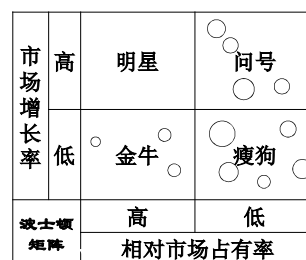 市场增长率
高
明星
问号
低
金牛
瘦狗
波士顿
矩阵
高
低
相对市场占有率